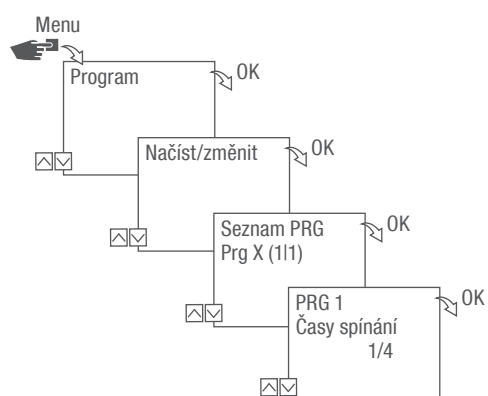 Menu
Program
OK
Načíst/změnit
OK
Seznam PRG
Prg X (1|1)
OK
PRG 1
Časy spínání
1/4
OK